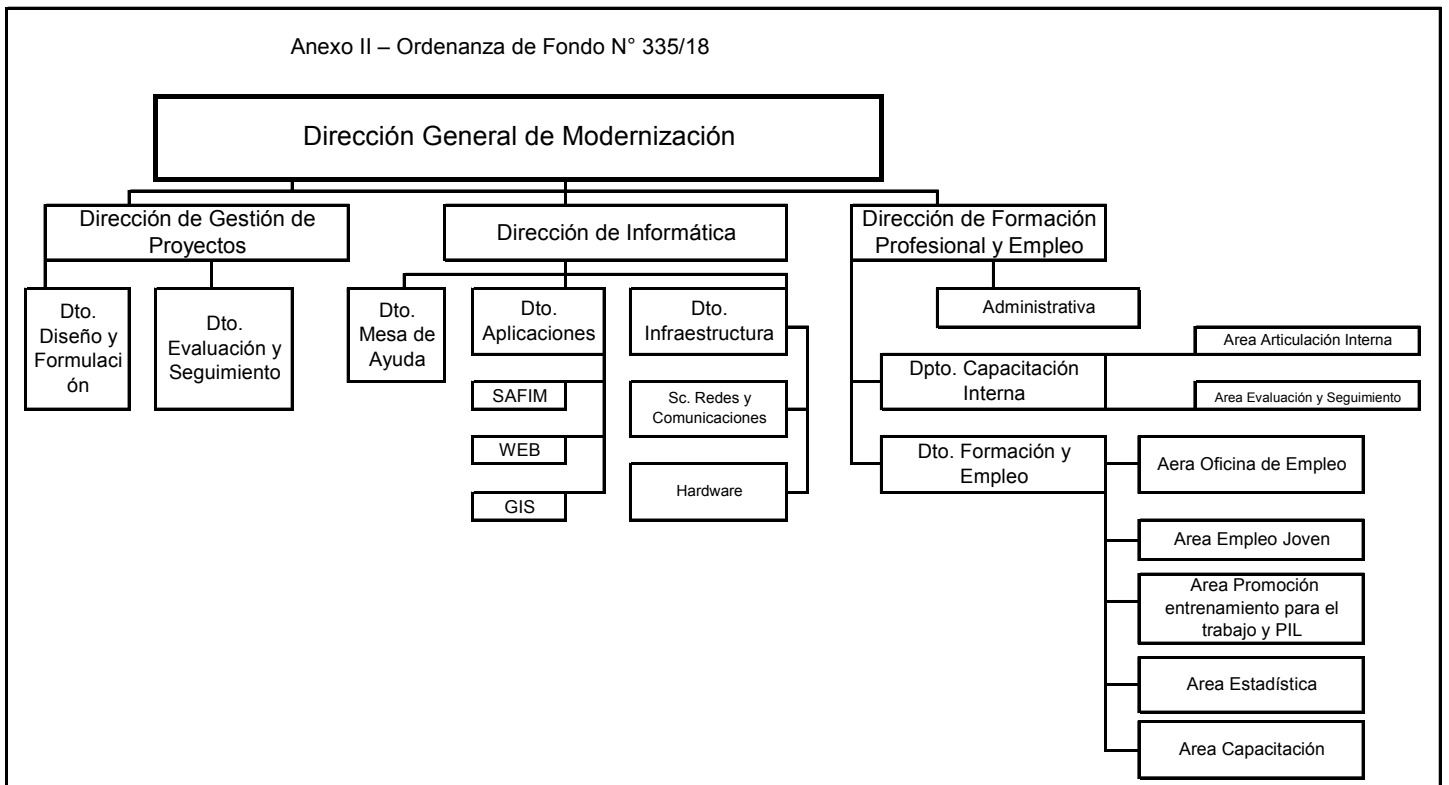 Anexo II – Ordenanza de Fondo N° 335/18
Dirección General de Modernización
Dirección de Gestión de
Proyectos
Dirección de Informática
Dirección de Formación
Profesional y Empleo
Dto.
Diseño y
Formulaci
ón
Dto.
Evaluación y
Seguimiento
Dto.
Mesa de
Ayuda
Dto.
Aplicaciones
SAFIM
WEB
GIS
Dto.
Infraestructura
Sc. Redes y
Comunicaciones
Hardware
Administrativa
Dpto. Capacitación
Interna
Area Articulación Interna
Area Evaluación y Seguimiento
Dto. Formación y
Empleo
Aera Oficina de Empleo
Area Empleo Joven
Area Promoción
entrenamiento para el
trabajo y PIL
Area Estadística
Area Capacitación